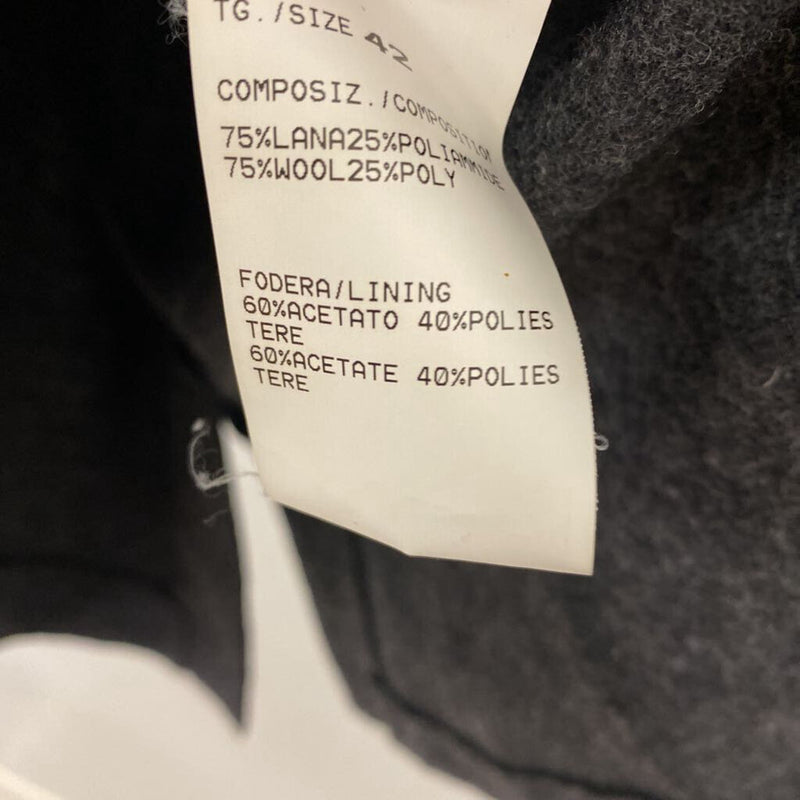 TG./SIZE 42
COMPOSIZ./COMPOSITION
75%LANA25%POLIAMMIDE
75%WOOL25%POLY
FODERA/LINING
60%ACETATO 40%POLIES
TERE
60%ACETATE 40%POLIES
TERE